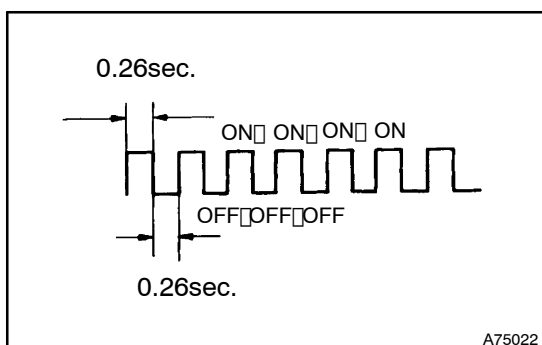 0.26sec.
ON▯ ON▯ ON▯ ON
OFF▯OFF▯OFF
0.26sec.
A75022